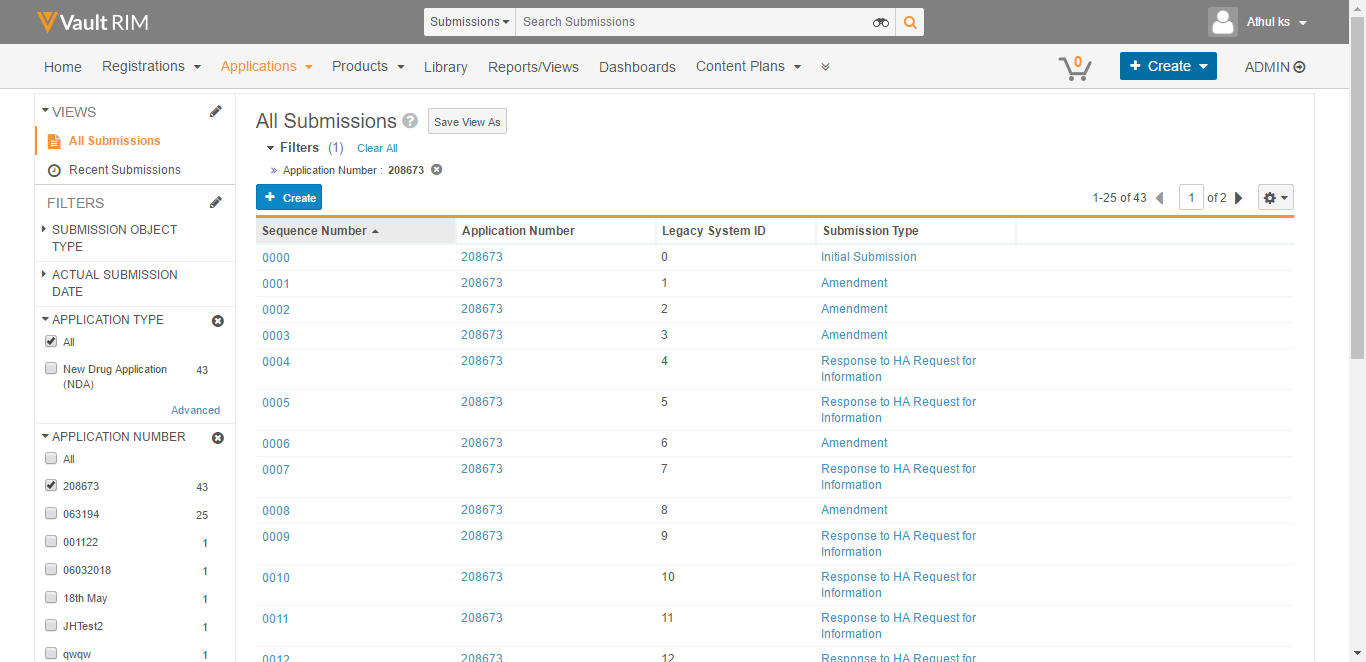 Vault RIM
Submissions
Search Submissions
Athul ks
Home
Registrations
Applications
Products
Library
Reports/Views
Dashboards
Content Plans
0
+ Create
ADMIN
VIEWS
All Submissions
Recent Submissions
FILTERS
SUBMISSION OBJECT
TYPE
ACTUAL SUBMISSION
DATE
APPLICATION TYPE
All
New Drug Application 43
(NDA)
Advanced
APPLICATION NUMBER
All
208673 43
063194 25
001122 1
06032018 1
18th May 1
JHTest2 1
qwqw 1
All Submissions ?
Save View As
Filters (1) Clear All
» Application Number : 208673
+ Create
1-25 of 43
1 of 2
Sequence Number Application Number Legacy System ID Submission Type
0000 208673 0 Initial Submission
0001 208673 1 Amendment
0002 208673 2 Amendment
0003 208673 3 Amendment
0004 208673 4 Response to HA Request for
Information
0005 208673 5 Response to HA Request for
Information
0006 208673 6 Amendment
0007 208673 7 Response to HA Request for
Information
0008 208673 8 Amendment
0009 208673 9 Response to HA Request for
Information
0010 208673 10 Response to HA Request for
Information
0011 208673 11 Response to HA Request for
Information
0012 208673 12 Response to HA Request for